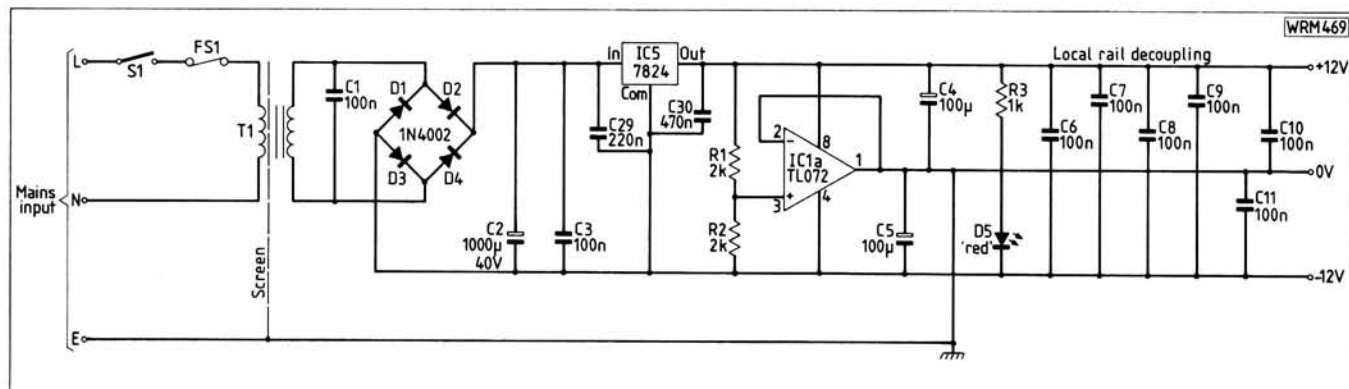 WRM469
L
S1
FS1
T1
Mains
input
N
E
Screen
C1
100n
D1
D2
1N4002
D3
D4
C2
1000µ
40V
C3
100n
C29
220n
In
IC5
7824
Out
Com
C30
470n
R1
2k
R2
2k
2
−
8
IC1a
TL072
1
+
3
4
C4
100µ
C5
100µ
R3
1k
D5
'red'
Local rail decoupling
C6
100n
C7
100n
C8
100n
C9
100n
C10
100n
C11
100n
+12V
0V
-12V